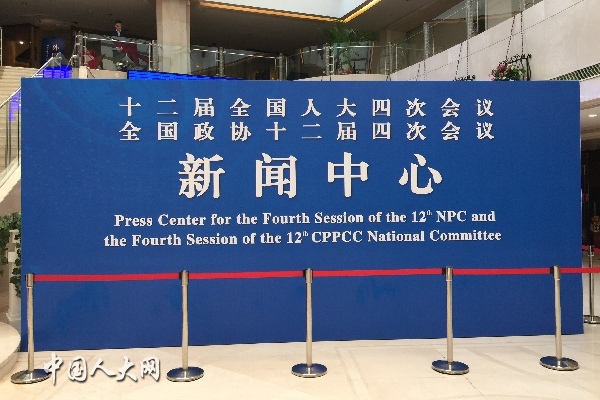 十二届全国人大四次会议
全国政协十二届四次会议
新闻中心
Press Center for the Fourth Session of the 12th NPC and
the Fourth Session of the 12th CPPCC National Committee
中国人大网